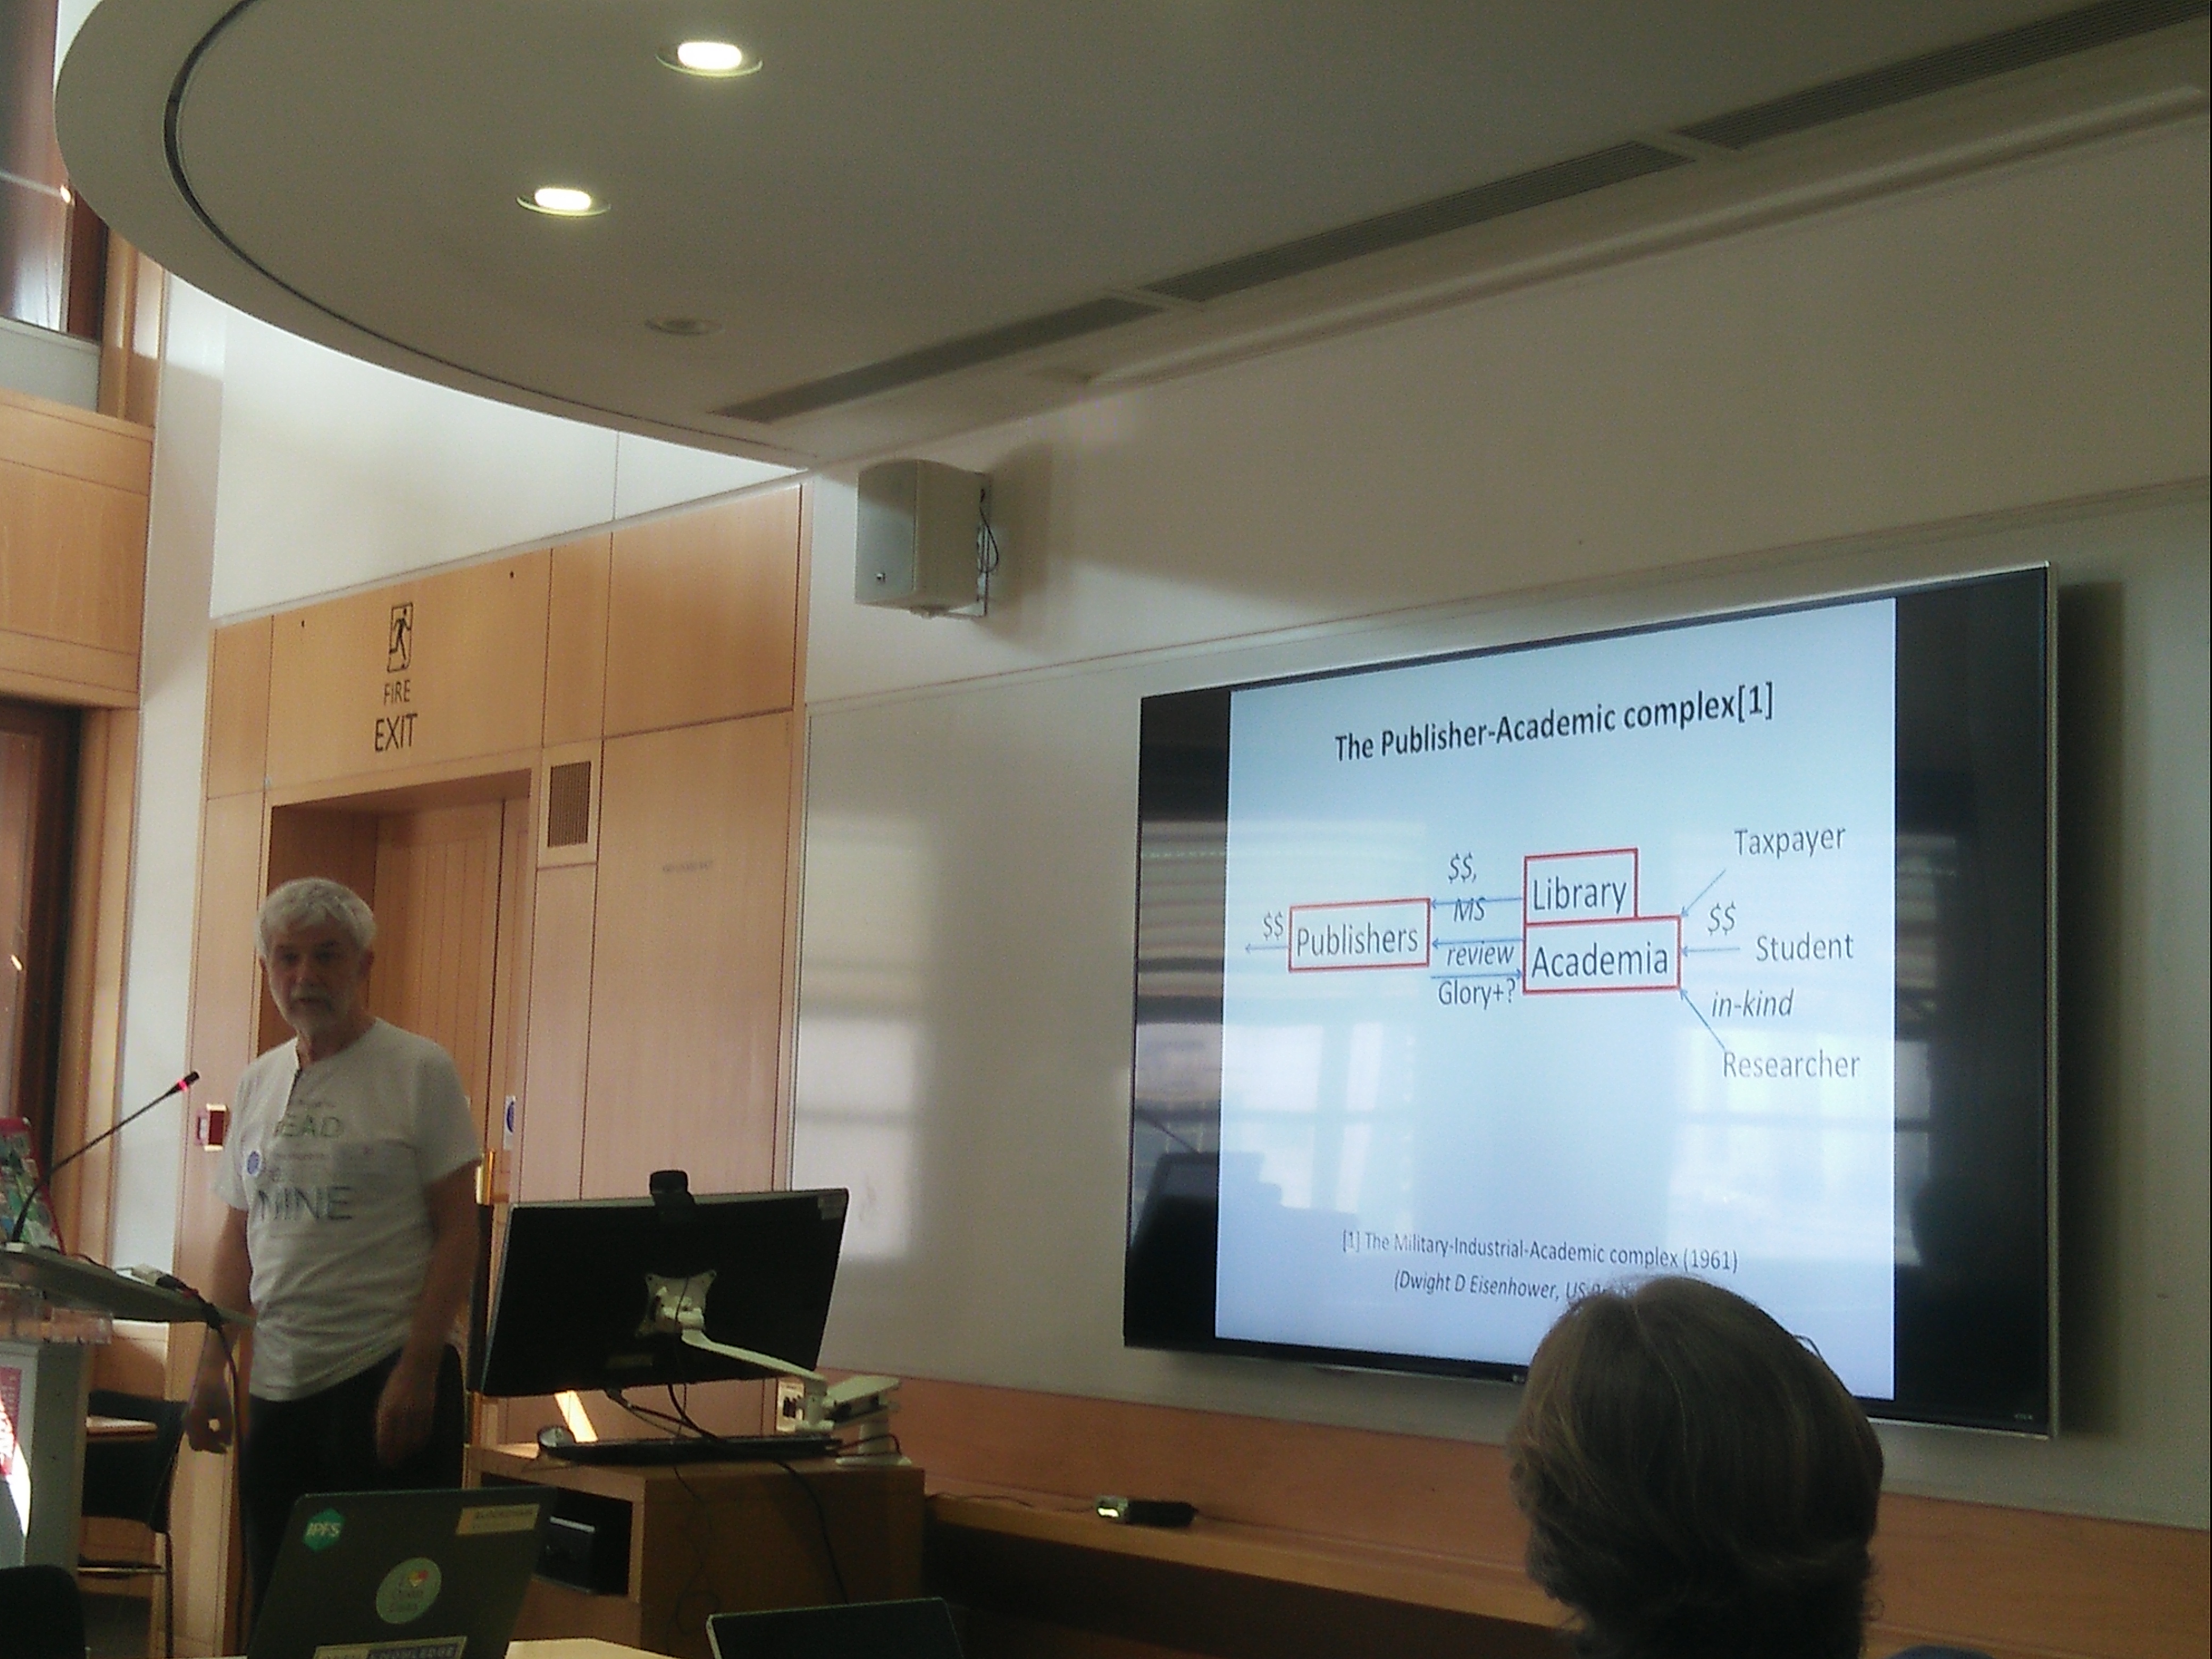 FIRE
EXIT
The Publisher-Academic complex[1]
Taxpayer
$$,
Library
MS
$$
$$
Publishers
Student
review
Academia
Glory+?
in-kind
Researcher
[1] The Military-Industrial-Academic complex (1961)
(Dwight D Eisenhower, US
READ
MINE
IPFS